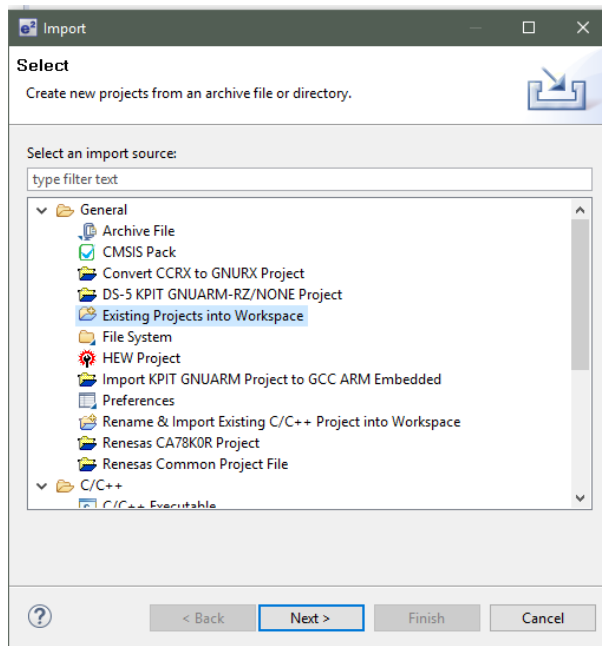 e² Import
Select
Create new projects from an archive file or directory.
Select an import source:
type filter text
General
Archive File
CMSIS Pack
Convert CCRX to GNURX Project
DS-5 KPIT GNUARM-RZ/NONE Project
Existing Projects into Workspace
File System
HEW Project
Import KPIT GNUARM Project to GCC ARM Embedded
Preferences
Rename & Import Existing C/C++ Project into Workspace
Renesas CA78K0R Project
Renesas Common Project File
C/C++
C/C++ Executable
? < Back Next > Finish Cancel